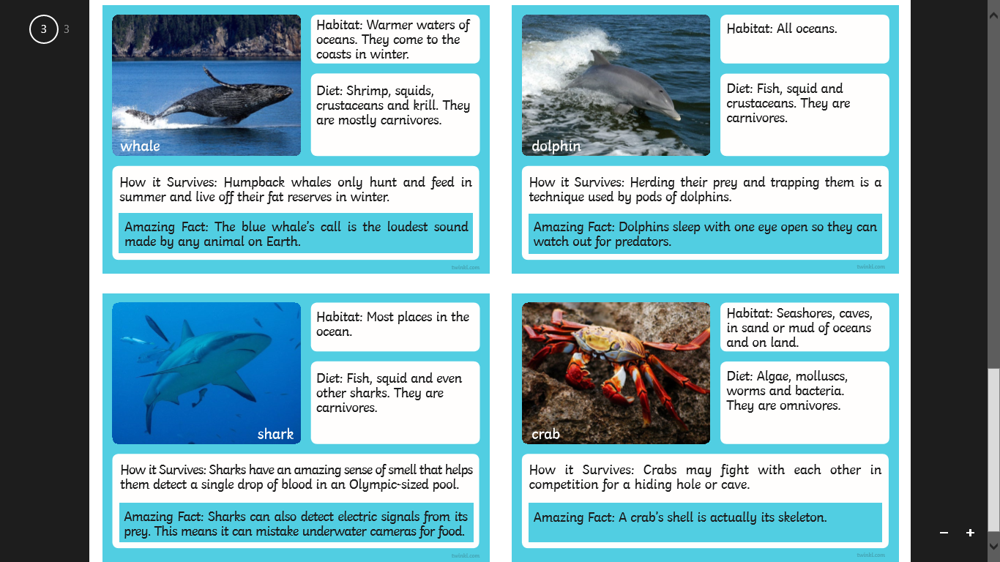 3 3
whale
Habitat: Warmer waters of
oceans. They come to the
coasts in winter.
Diet: Shrimp, squids,
crustaceans and krill. They
are mostly carnivores.
How it Survives: Humpback whales only hunt and feed in
summer and live off their fat reserves in winter.
Amazing Fact: The blue whale's call is the loudest sound
made by any animal on Earth.
twinkl.com
dolphin
Habitat: All oceans.
Diet: Fish, squid and
crustaceans. They are
carnivores.
How it Survives: Herding their prey and trapping them is a
technique used by pods of dolphins.
Amazing Fact: Dolphins sleep with one eye open so they can
watch out for predators.
twinkl.com
shark
Habitat: Most places in the
ocean.
Diet: Fish, squid and even
other sharks. They are
carnivores.
How it Survives: Sharks have an amazing sense of smell that helps
them detect a single drop of blood in an Olympic-sized pool.
Amazing Fact: Sharks can also detect electric signals from its
prey. This means it can mistake underwater cameras for food.
twinkl.com
crab
Habitat: Seashores, caves,
in sand or mud of oceans
and on land.
Diet: Algae, molluscs,
worms and bacteria.
They are omnivores.
How it Survives: Crabs may fight with each other in
competition for a hiding hole or cave.
Amazing Fact: A crab's shell is actually its skeleton.
twinkl.com